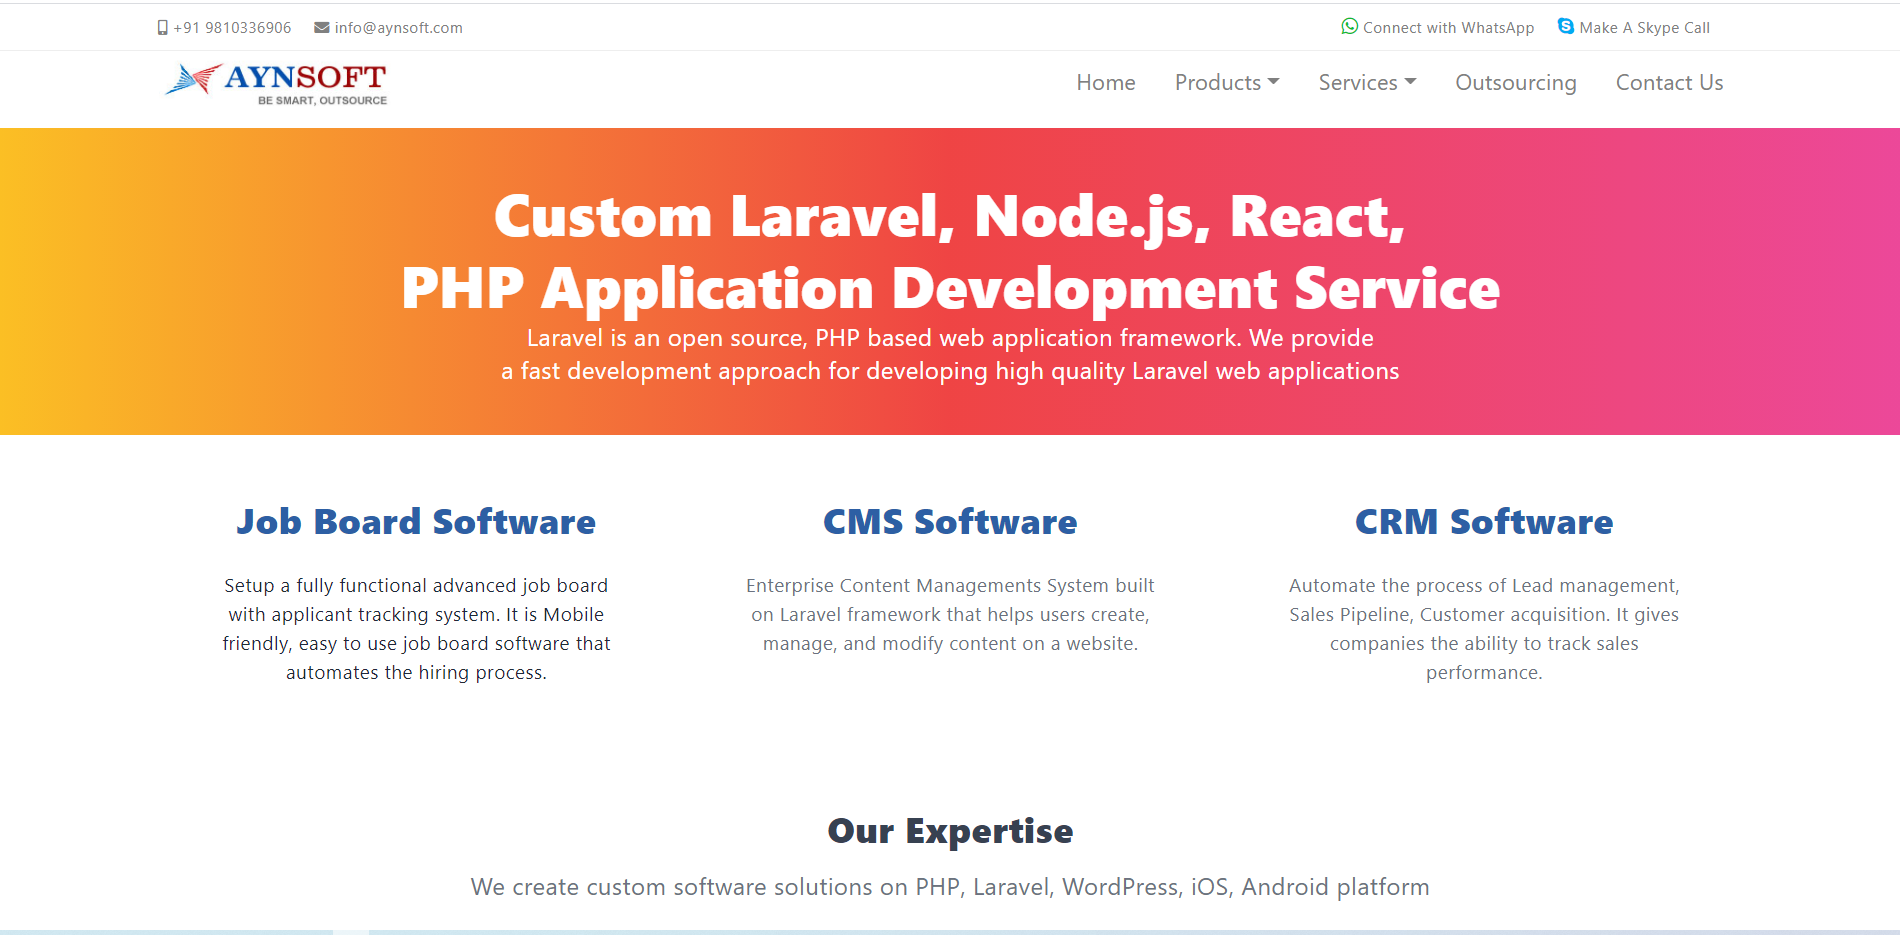 +91 9810336906 info@aynsoft.com Connect with WhatsApp Make A Skype Call
AYNSOFT
BE SMART, OUTSOURCE
Home Products Services Outsourcing Contact Us
Custom Laravel, Node.js, React,
PHP Application Development Service
Laravel is an open source, PHP based web application framework. We provide
a fast development approach for developing high quality Laravel web applications
Job Board Software
Setup a fully functional advanced job board
with applicant tracking system. It is Mobile
friendly, easy to use job board software that
automates the hiring process.
CMS Software
Enterprise Content Managements System built
on Laravel framework that helps users create,
manage, and modify content on a website.
CRM Software
Automate the process of Lead management,
Sales Pipeline, Customer acquisition. It gives
companies the ability to track sales
performance.
Our Expertise
We create custom software solutions on PHP, Laravel, WordPress, iOS, Android platform